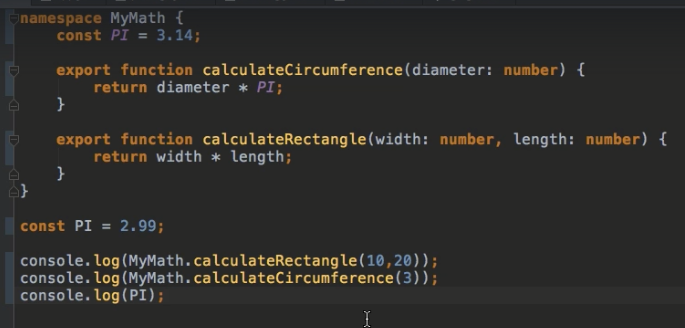 namespace MyMath {
    const PI = 3.14;
    export function calculateCircumference(diameter: number) {
        return diameter * PI;
    }
    export function calculateRectangle(width: number, length: number) {
        return width * length;
    }
}
const PI = 2.99;
console.log(MyMath.calculateRectangle(10,20));
console.log(MyMath.calculateCircumference(3));
console.log(PI);